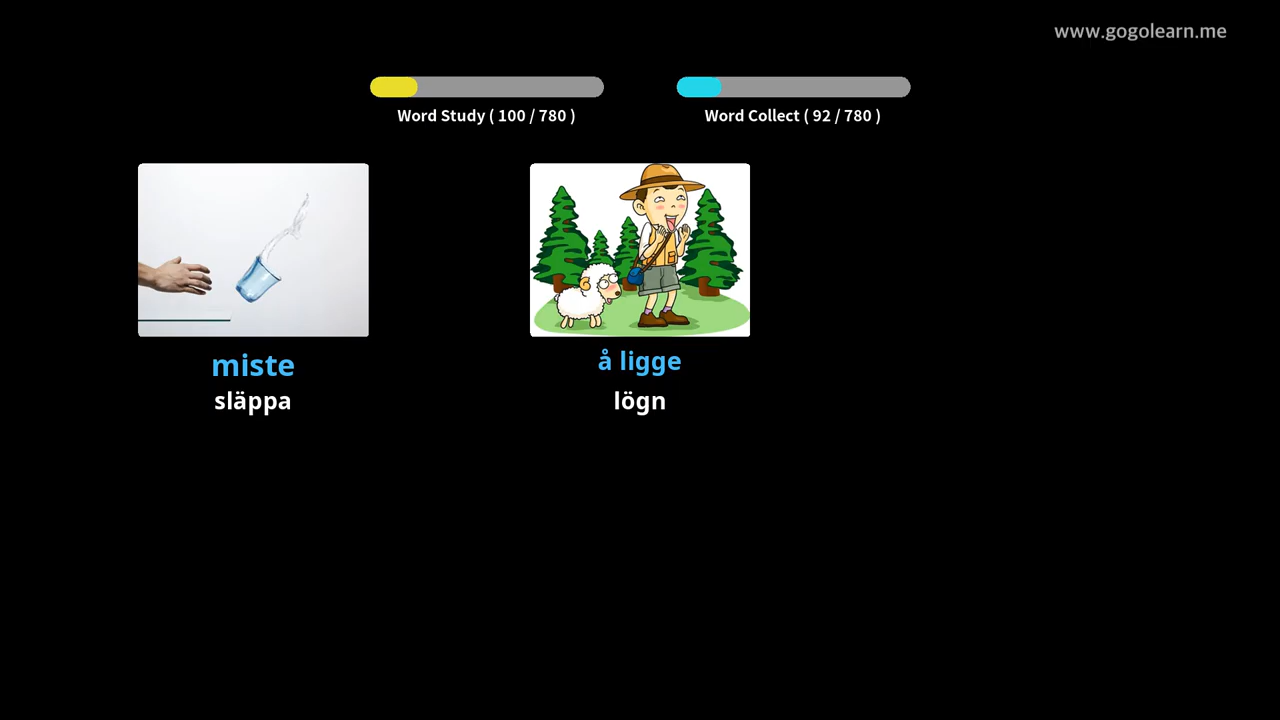 www.gogolearn.me
Word Study ( 100 / 780 )
Word Collect ( 92 / 780 )
miste
släppa
å ligge
lögn